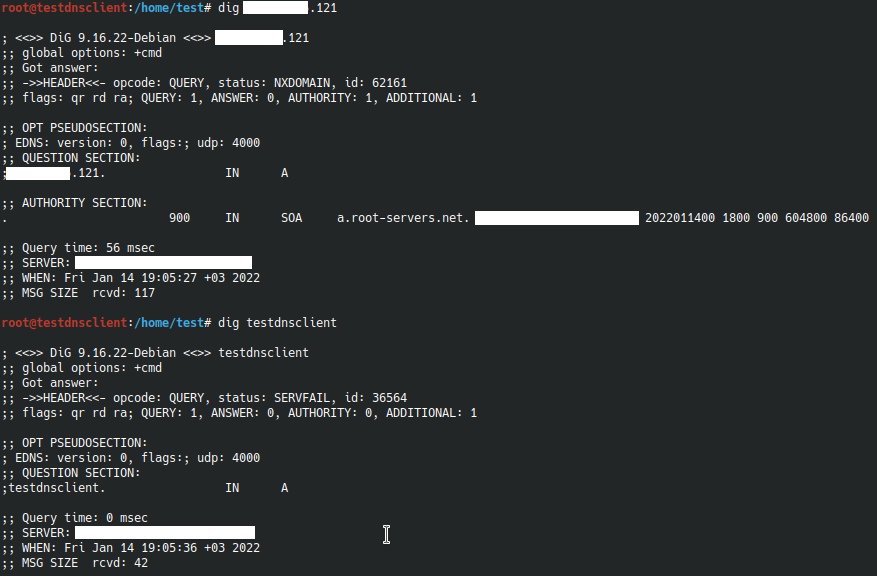 root@testdnsclient:/home/test# dig .121
; <<>> DiG 9.16.22-Debian <<>> .121
;; global options: +cmd
;; Got answer:
;; ->>HEADER<<- opcode: QUERY, status: NXDOMAIN, id: 62161
;; flags: qr rd ra; QUERY: 1, ANSWER: 0, AUTHORITY: 1, ADDITIONAL: 1
;; OPT PSEUDOSECTION:
; EDNS: version: 0, flags:; udp: 4000
;; QUESTION SECTION:
; .121. IN A
;; AUTHORITY SECTION:
. 900 IN SOA a.root-servers.net. 2022011400 1800 900 604800 86400
;; Query time: 56 msec
;; SERVER:
;; WHEN: Fri Jan 14 19:05:27 +03 2022
;; MSG SIZE rcvd: 117
root@testdnsclient:/home/test# dig testdnsclient
; <<>> DiG 9.16.22-Debian <<>> testdnsclient
;; global options: +cmd
;; Got answer:
;; ->>HEADER<<- opcode: QUERY, status: SERVFAIL, id: 36564
;; flags: qr rd ra; QUERY: 1, ANSWER: 0, AUTHORITY: 0, ADDITIONAL: 1
;; OPT PSEUDOSECTION:
; EDNS: version: 0, flags:; udp: 4000
;; QUESTION SECTION:
;testdnsclient. IN A
;; Query time: 0 msec
;; SERVER:
;; WHEN: Fri Jan 14 19:05:36 +03 2022
;; MSG SIZE rcvd: 42